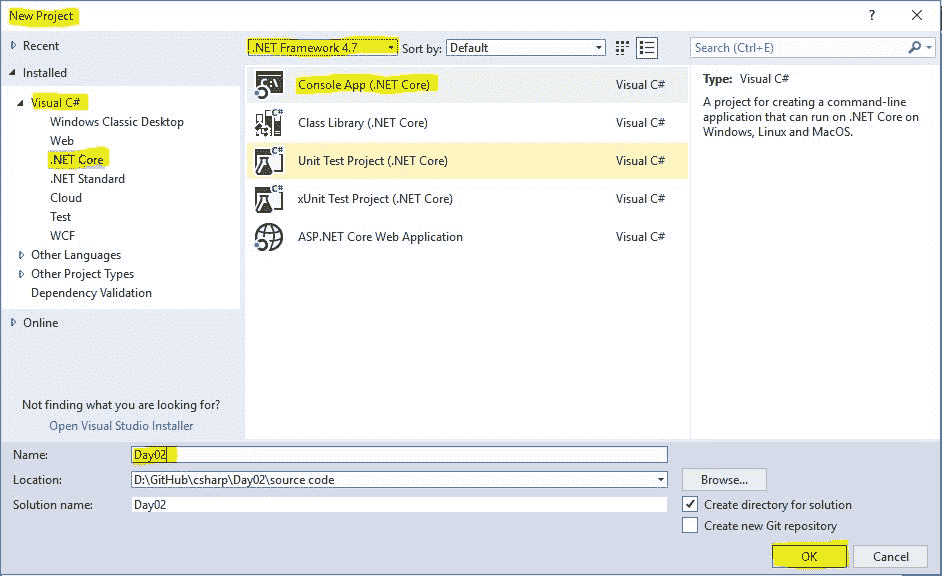 New Project
?
Recent
.NET Framework 4.7
Sort by:
Default
Search (Ctrl+E)
Installed
Visual C#
Windows Classic Desktop
Web
.NET Core
.NET Standard
Cloud
Test
WCF
Other Languages
Other Project Types
Dependency Validation
Online
Not finding what you are looking for?
Open Visual Studio Installer
Console App (.NET Core)
Visual C#
C# Class Library (.NET Core)
Visual C#
C# Unit Test Project (.NET Core)
Visual C#
C# xUnit Test Project (.NET Core)
Visual C#
ASP.NET Core Web Application
Visual C#
Type: Visual C#
A project for creating a command-line
application that can run on .NET Core on
Windows, Linux and MacOS.
Name:
Day02
Location:
D:\GitHub\csharp\Day02\source code
Browse...
Solution name:
Day02
Create directory for solution
Create new Git repository
OK
Cancel